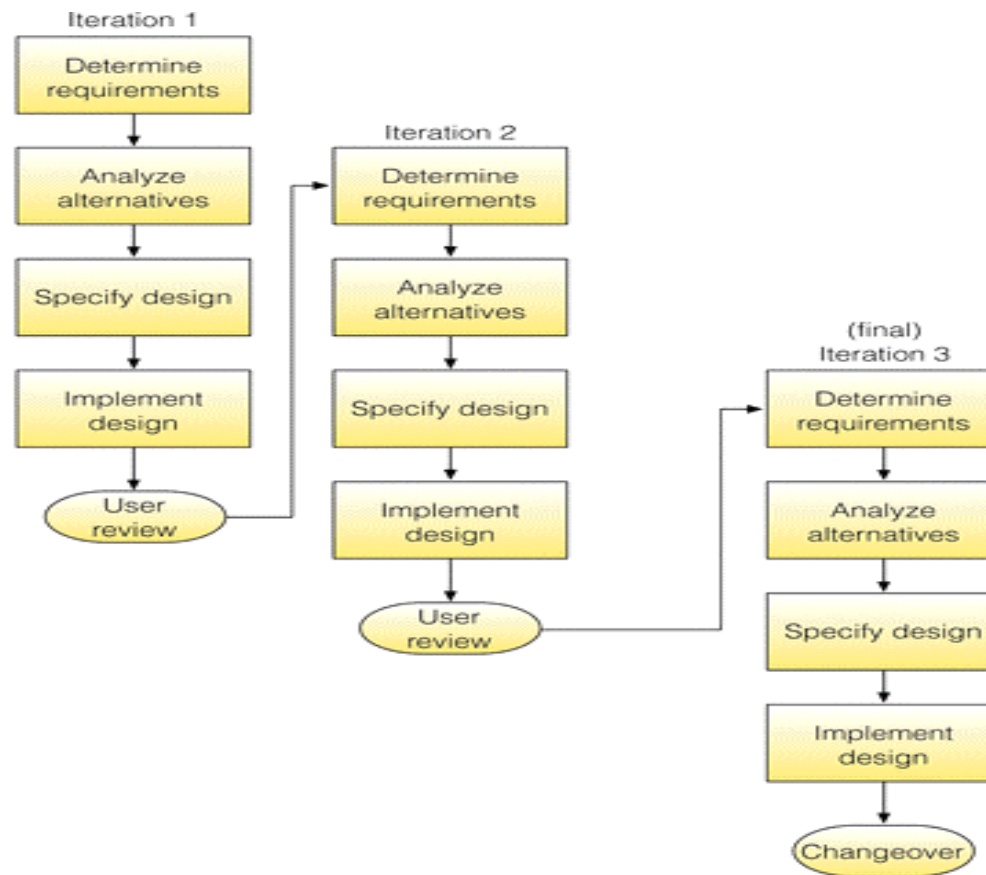 Iteration 1
Determine
requirements
Analyze
alternatives
Specify design
Implement
design
User
review
Iteration 2
Determine
requirements
Analyze
alternatives
Specify design
Implement
design
User
review
(final)
Iteration 3
Determine
requirements
Analyze
alternatives
Specify design
Implement
design
Changeover